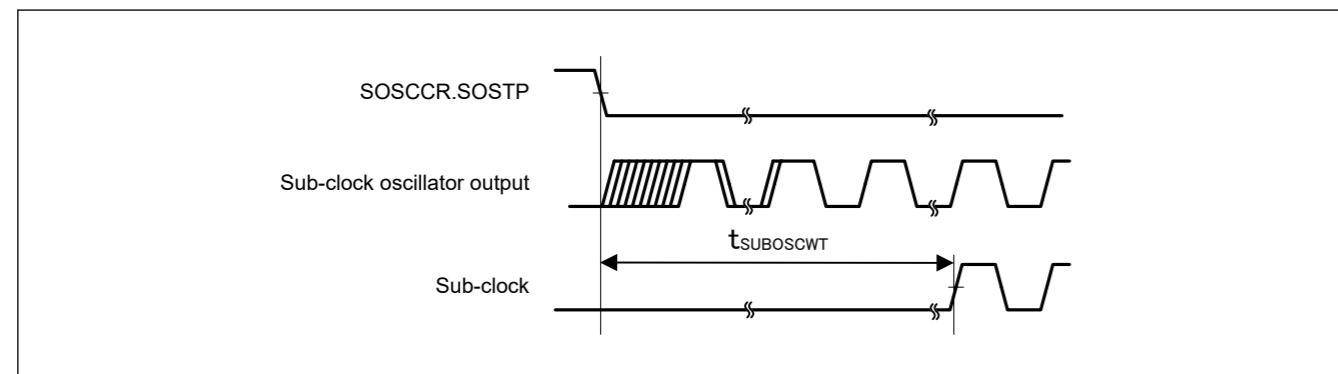 SOSCCR.SOSTP
Sub-clock oscillator output
tSUBOSCWT
Sub-clock